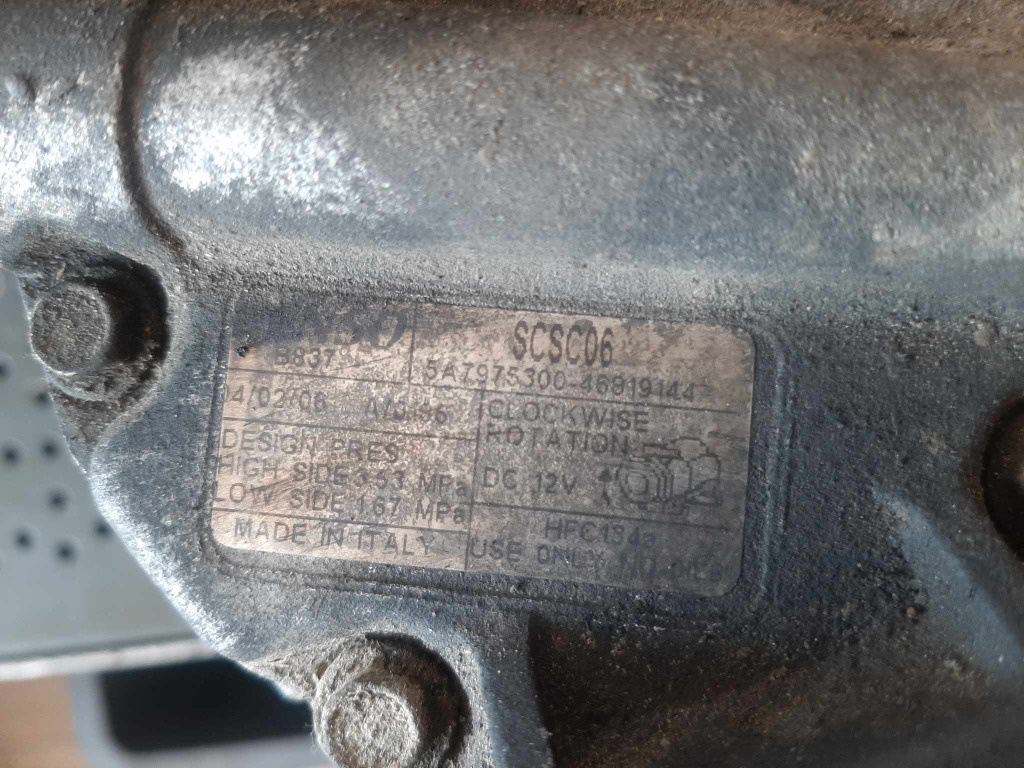 SCSC06
B837
5A7975300-46819144
04/02/06
CLOCKWISE
ROTATION
DESIGN PRES
HIGH SIDE 3.53 MPa
LOW SIDE 1.67 MPa
DC 12V
MADE IN ITALY
HFC134a
USE ONLY